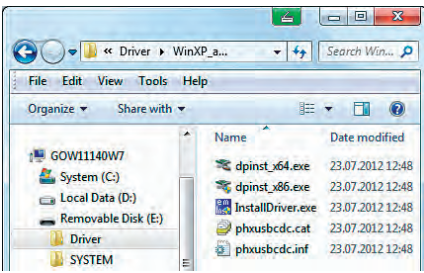 « Driver ▸ WinXP_a...
Search Win...
File Edit View Tools Help
Organize ▾ Share with ▾
Name Date modified
GOW11140W7
System (C:)
Local Data (D:)
Removable Disk (E:)
Driver
SYSTEM
dpinst_x64.exe 23.07.2012 12:48
dpinst_x86.exe 23.07.2012 12:48
InstallDriver.exe 23.07.2012 12:48
phxusbcdc.cat 23.07.2012 12:48
phxusbcdc.inf 23.07.2012 12:48